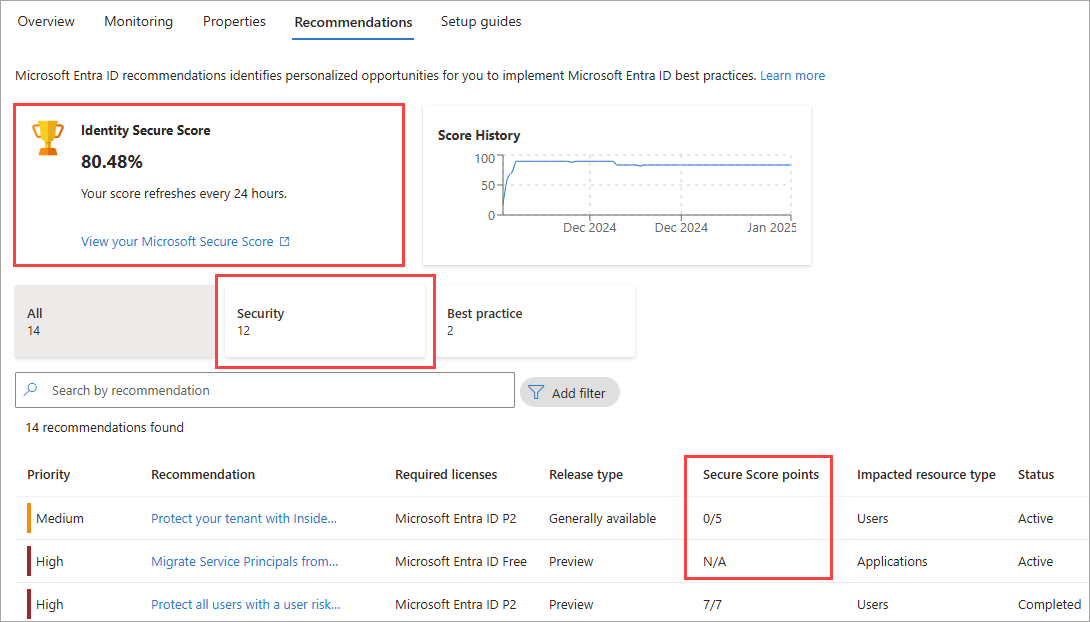 Overview Monitoring Properties Recommendations Setup guides
Microsoft Entra ID recommendations identifies personalized opportunities for you to implement Microsoft Entra ID best practices. Learn more
Identity Secure Score
80.48%
Your score refreshes every 24 hours.
View your Microsoft Secure Score
Score History
100
50
0
Dec 2024 Dec 2024 Jan 2025
All
14
Security
12
Best practice
2
Search by recommendation
Add filter
14 recommendations found
Priority Recommendation Required licenses Release type Secure Score points Impacted resource type Status
Medium Protect your tenant with Inside... Microsoft Entra ID P2 Generally available 0/5 Users Active
High Migrate Service Principals from... Microsoft Entra ID Free Preview N/A Applications Active
High Protect all users with a user risk... Microsoft Entra ID P2 Preview 7/7 Users Completed